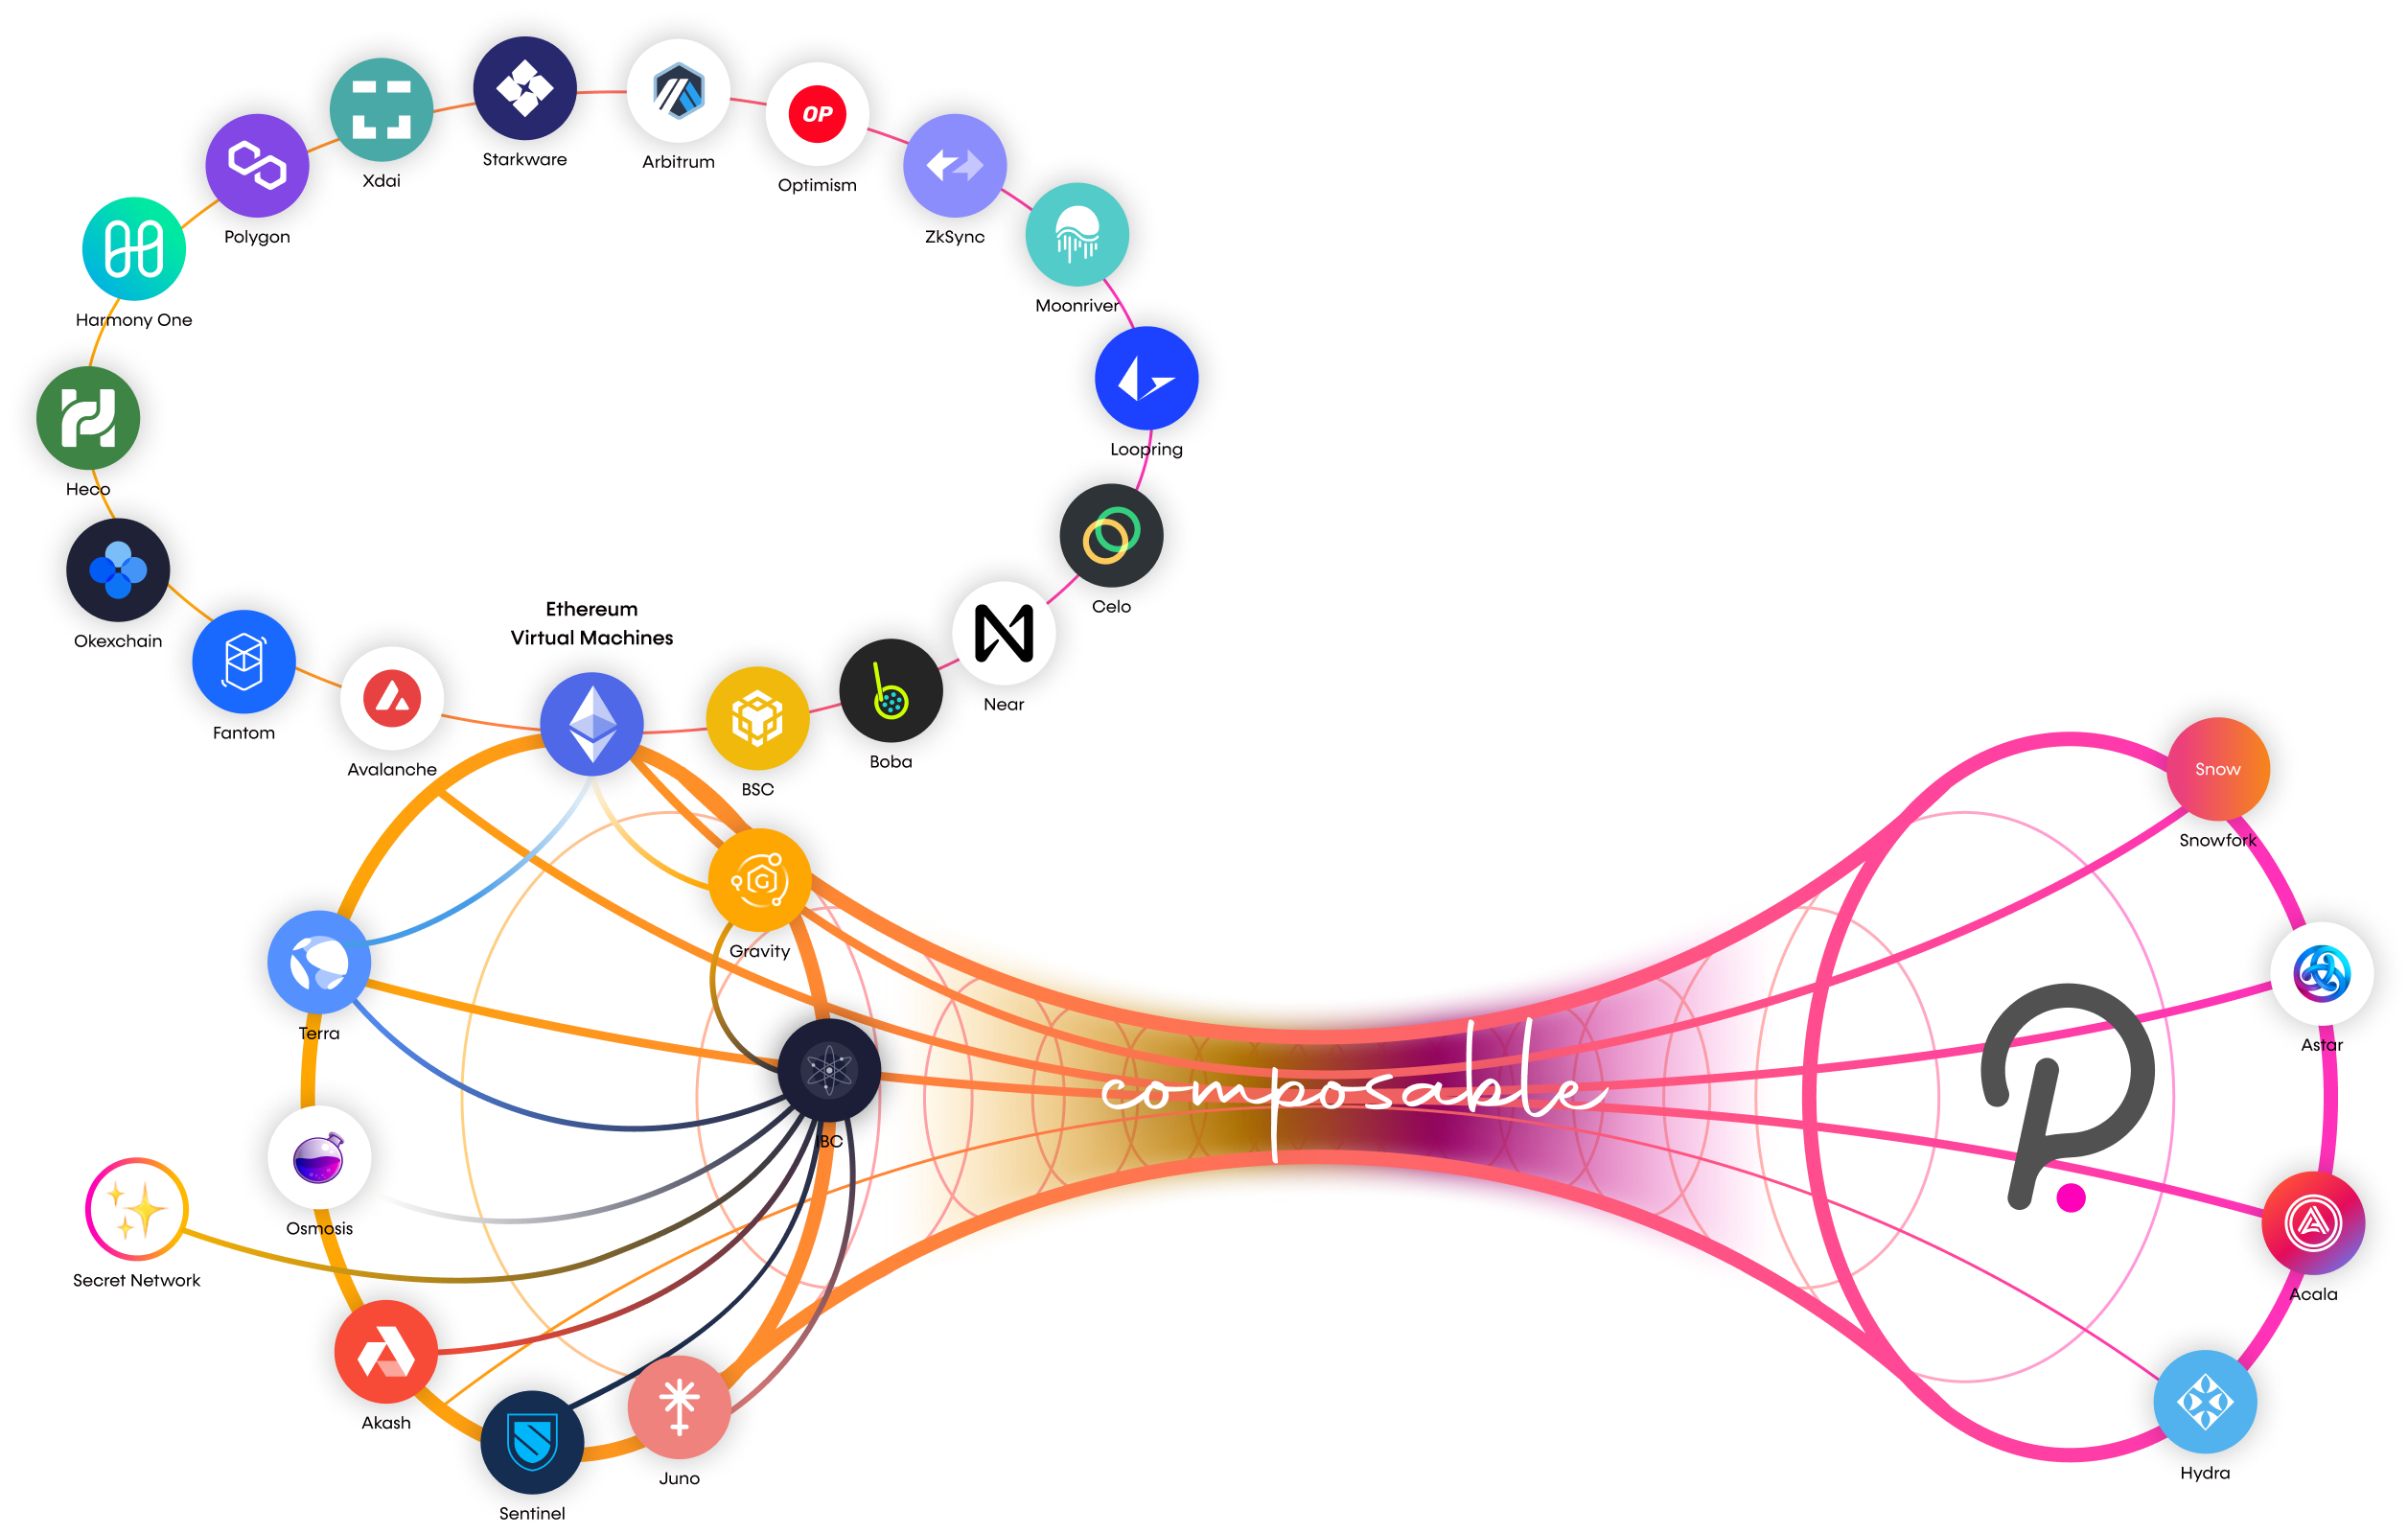 Starkware
Arbitrum
Xdai
OP
Optimism
Polygon
ZkSync
Moonriver
Harmony One
Loopring
Heco
Celo
Okexchain
Ethereum
Virtual Machines
Near
Fantom
Boba
Avalanche
BSC
Snow
Snowfork
G
Gravity
Terra
Astar
composable
BC
Osmosis
Secret Network
Acala
Akash
Hydra
Juno
Sentinel